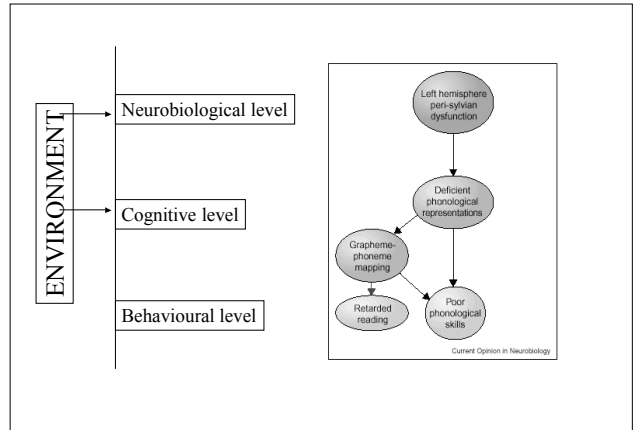 ENVIRONMENT
Neurobiological level
Cognitive level
Behavioural level
Left hemisphere
peri-sylvian
dysfunction
Deficient
phonological
representations
Grapheme-
phoneme
mapping
Retarded
reading
Poor
phonological
skills
Current Opinion in Neurobiology